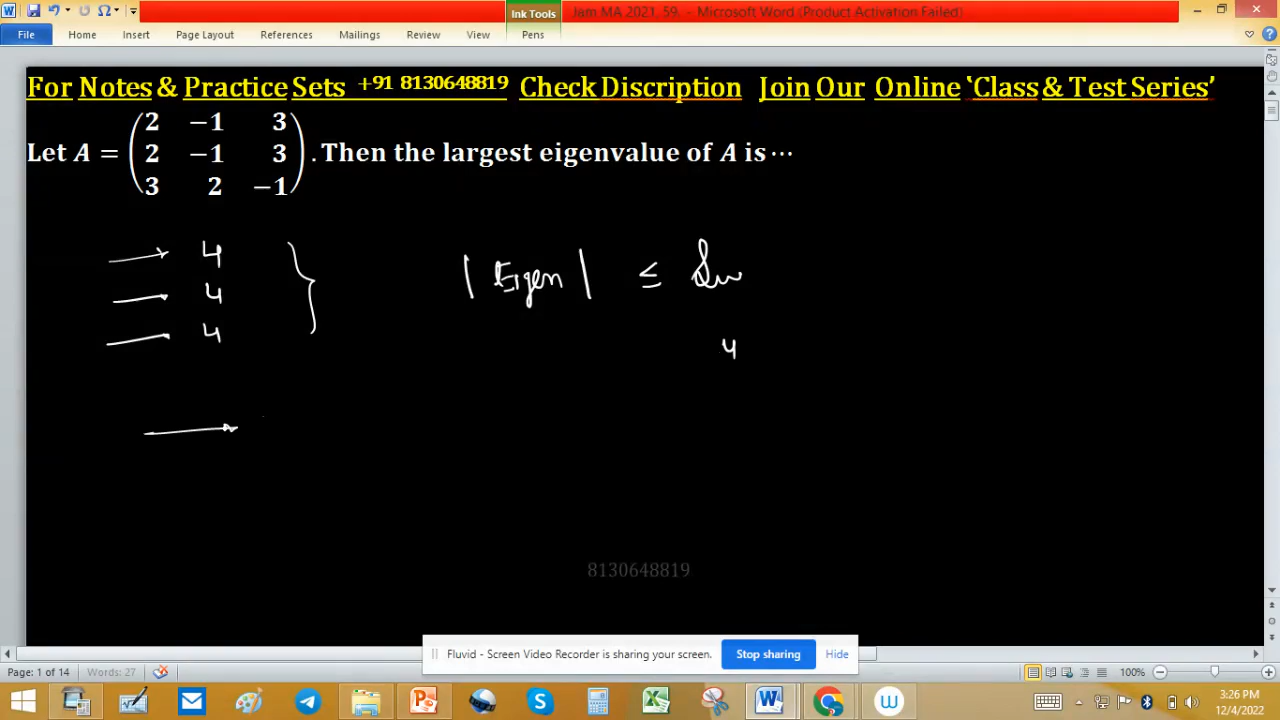 Ink Tools
Jam MA 2021, 59. - Microsoft Word (Product Activation Failed)
File Home Insert Page Layout References Mailings Review View Pens
For Notes & Practice Sets +91 8130648819 Check Discription Join Our Online 'Class & Test Series'
Let A = (2 −1 3
2 −1 3
3 2 −1). Then the largest eigenvalue of A is ⋯
4
4
4
| Eigen | ≤
4
8130648819
Fluvid - Screen Video Recorder is sharing your screen. Stop sharing Hide
Page: 1 of 14 Words: 27 100%
3:26 PM
12/4/2022